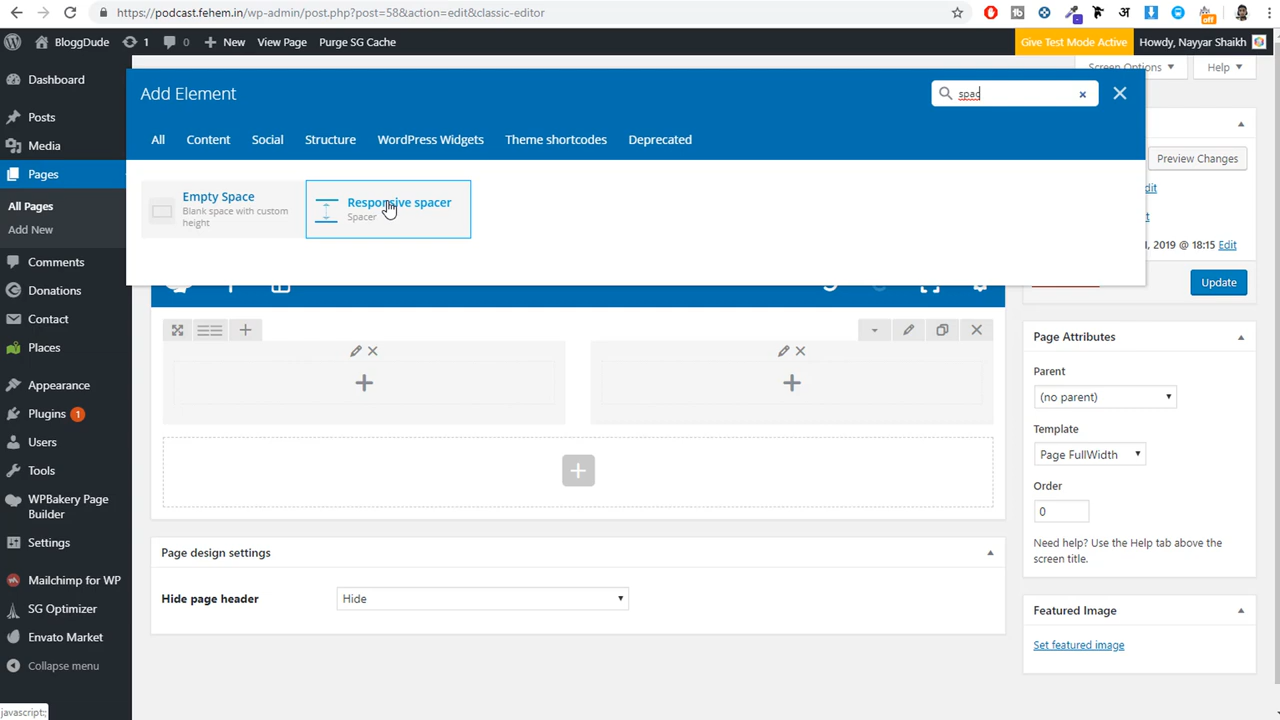 https://podcast.fehem.in/wp-admin/post.php?post=58&action=edit&classic-editor
अ
off
BloggDude
1
0
New
View Page
Purge SG Cache
Give Test Mode Active
Howdy, Nayyar Shaikh
Screen Options
Help
Dashboard
Posts
Media
Pages
All Pages
Add New
Comments
Donations
Contact
Places
Appearance
Plugins 1
Users
Tools
WPBakery Page
Builder
Settings
Mailchimp for WP
SG Optimizer
Envato Market
Collapse menu
javascript:;
Add Element
spac
All
Content
Social
Structure
WordPress Widgets
Theme shortcodes
Deprecated
Empty Space
Blank space with custom
height
Responsive spacer
Spacer
Page design settings
Hide page header
Hide
Preview Changes
2019 @ 18:15 Edit
Update
Page Attributes
Parent
(no parent)
Template
Page FullWidth
Order
0
Need help? Use the Help tab above the
screen title.
Featured Image
Set featured image